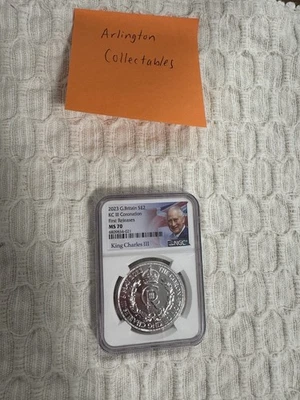 Arlington
Collectables
2023 G.Britain S£2
KC III Coronation
First Releases
MS 70
NGC
King Charles III